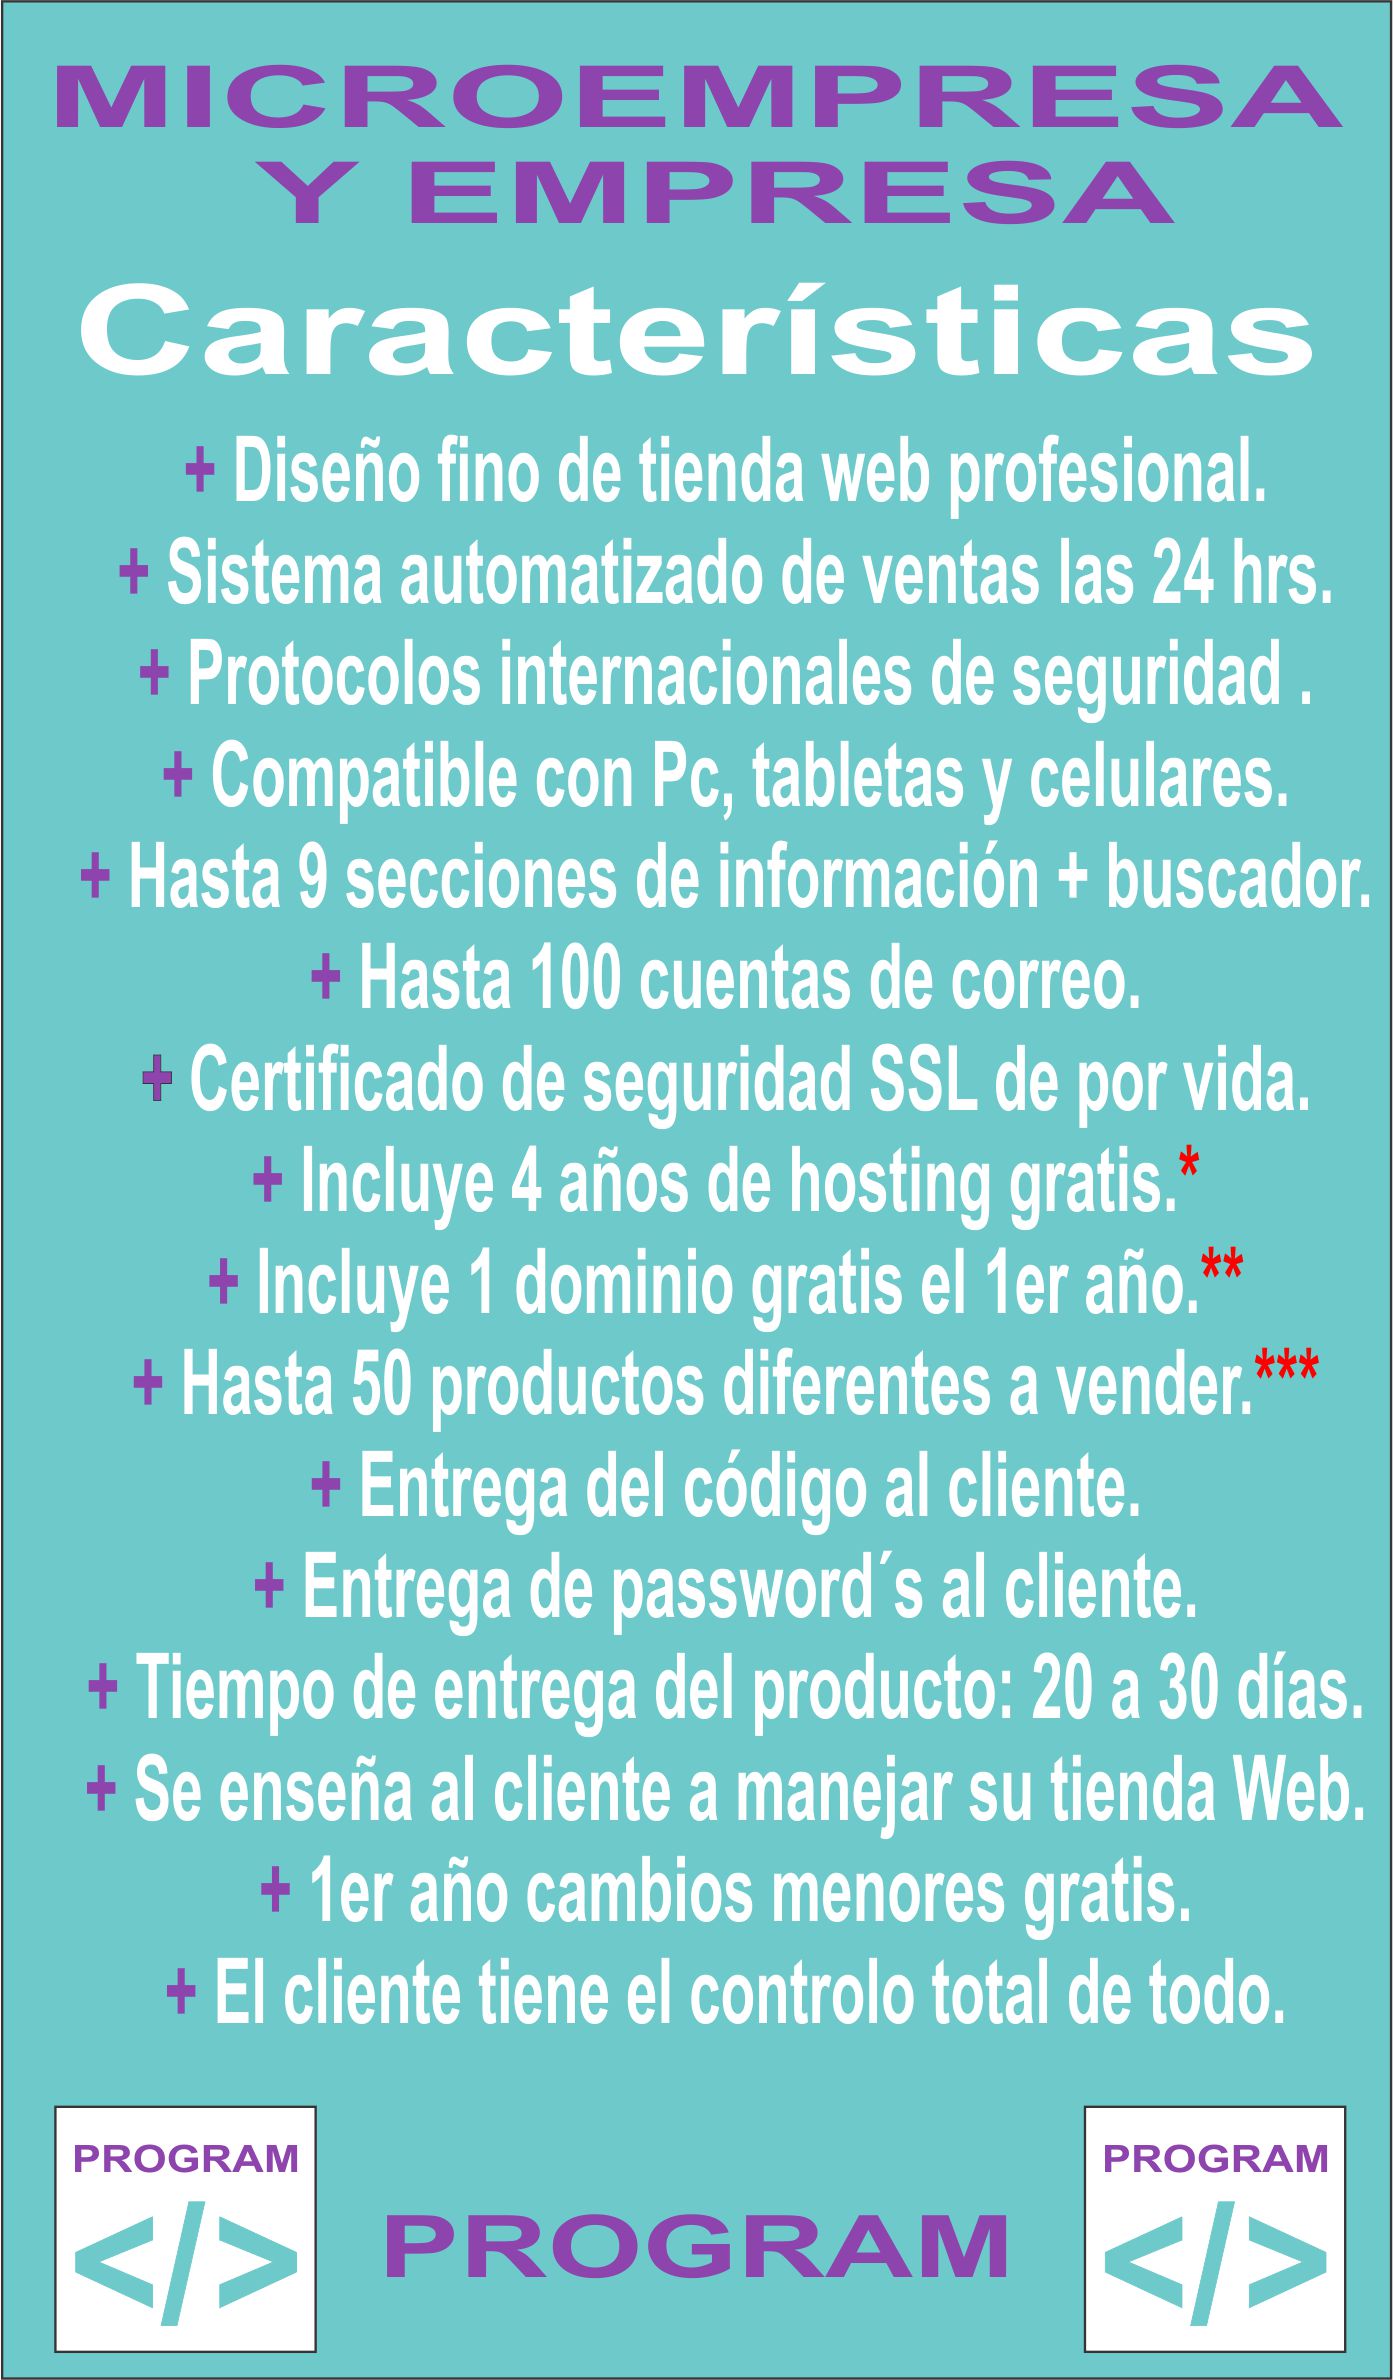 MICROEMPRESA
Y EMPRESA
Características
+ Diseño fino de tienda web profesional.
+ Sistema automatizado de ventas las 24 hrs.
+ Protocolos internacionales de seguridad .
+ Compatible con Pc, tabletas y celulares.
+ Hasta 9 secciones de información + buscador.
+ Hasta 100 cuentas de correo.
+ Certificado de seguridad SSL de por vida.
+ Incluye 4 años de hosting gratis.*
+ Incluye 1 dominio gratis el 1er año.**
+ Hasta 50 productos diferentes a vender.***
+ Entrega del código al cliente.
+ Entrega de password´s al cliente.
+ Tiempo de entrega del producto: 20 a 30 días.
+ Se enseña al cliente a manejar su tienda Web.
+ 1er año cambios menores gratis.
+ El cliente tiene el controlo total de todo.
PROGRAM
</>
PROGRAM
PROGRAM
</>